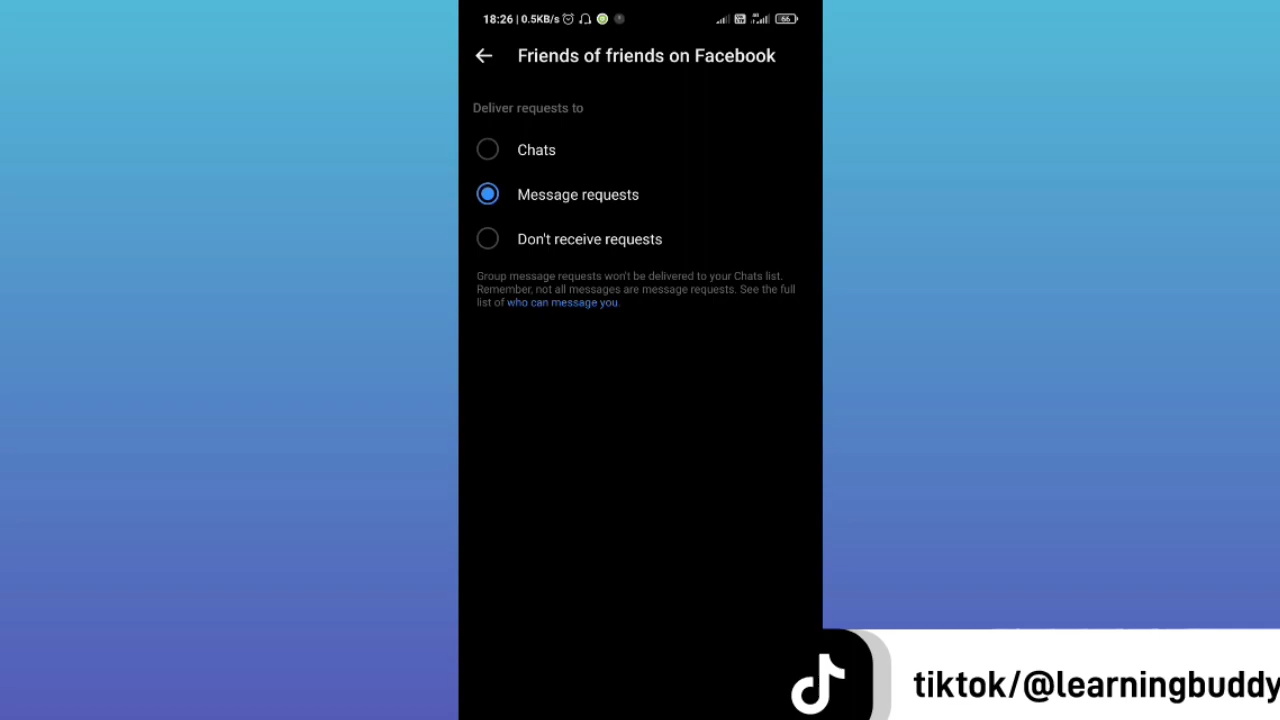 18:26 | 0.5KB/s
66
Friends of friends on Facebook
Deliver requests to
Chats
Message requests
Don't receive requests
Group message requests won't be delivered to your Chats list.
Remember, not all messages are message requests. See the full
list of who can message you.
tiktok/@learningbuddy